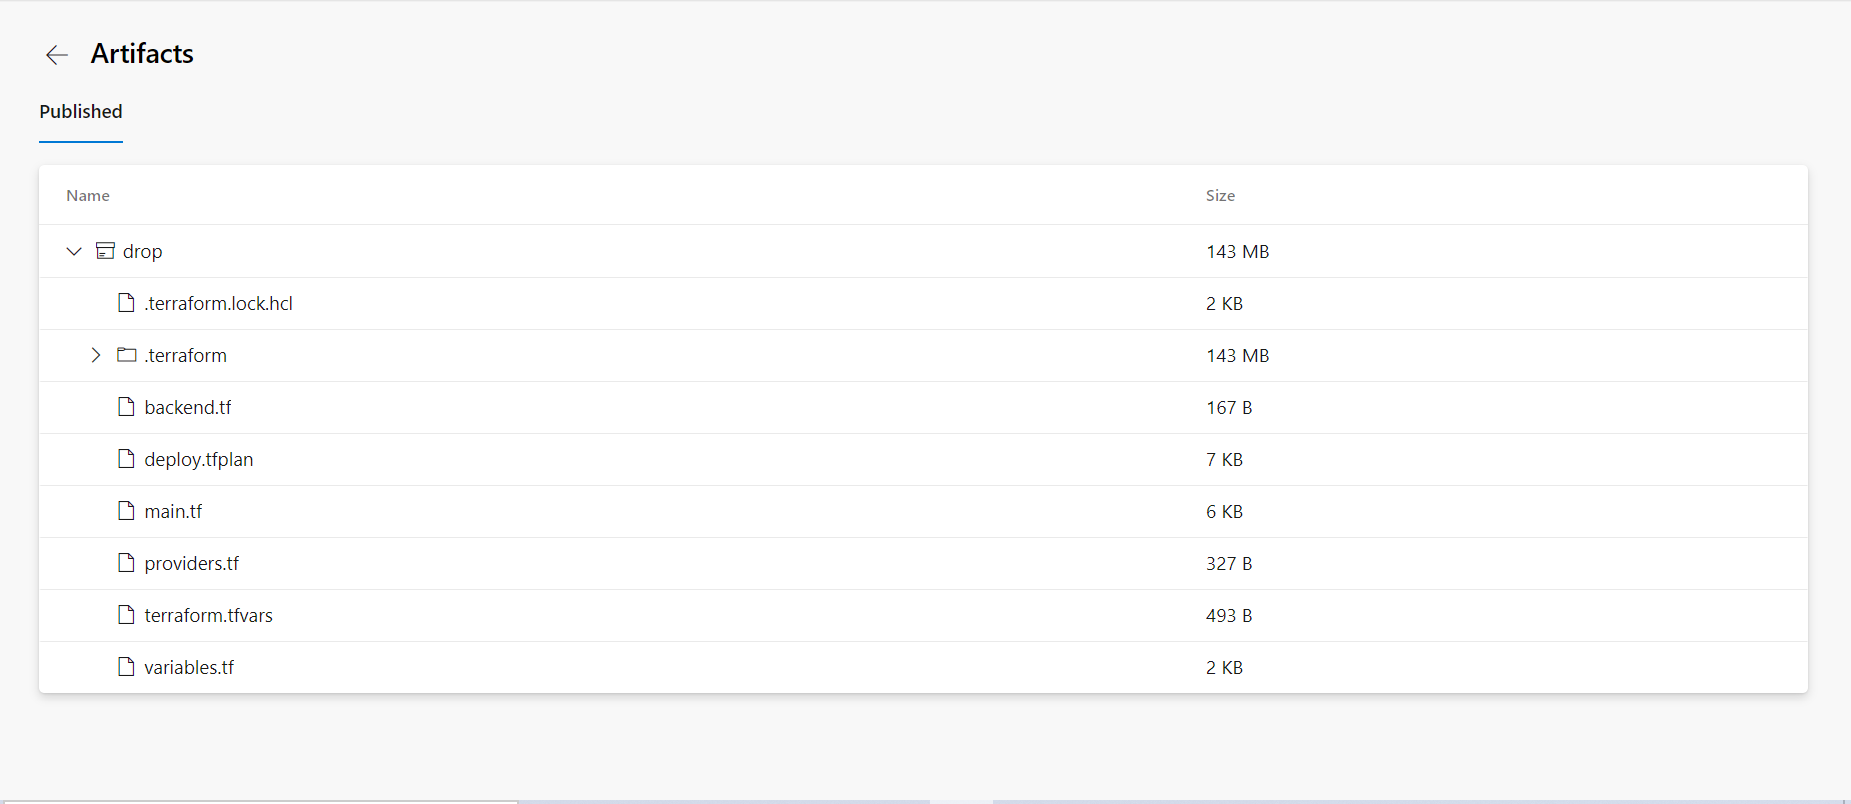 Artifacts
Published
Name Size
drop 143 MB
.terraform.lock.hcl 2 KB
.terraform 143 MB
backend.tf 167 B
deploy.tfplan 7 KB
main.tf 6 KB
providers.tf 327 B
terraform.tfvars 493 B
variables.tf 2 KB